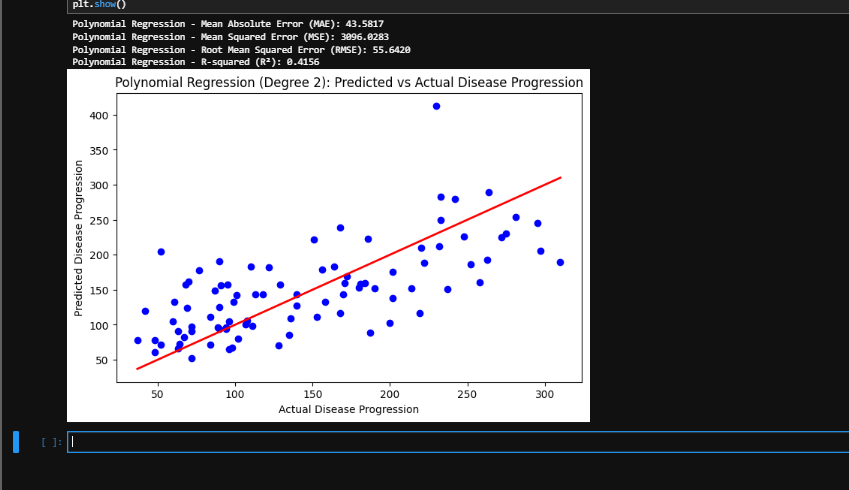 plt.show()
Polynomial Regression - Mean Absolute Error (MAE): 43.5817
Polynomial Regression - Mean Squared Error (MSE): 3096.0283
Polynomial Regression - Root Mean Squared Error (RMSE): 55.6420
Polynomial Regression - R-squared (R²): 0.4156
Polynomial Regression (Degree 2): Predicted vs Actual Disease Progression
Predicted Disease Progression
400
350
300
250
200
150
100
50
50 100 150 200 250 300
Actual Disease Progression
[ ]: